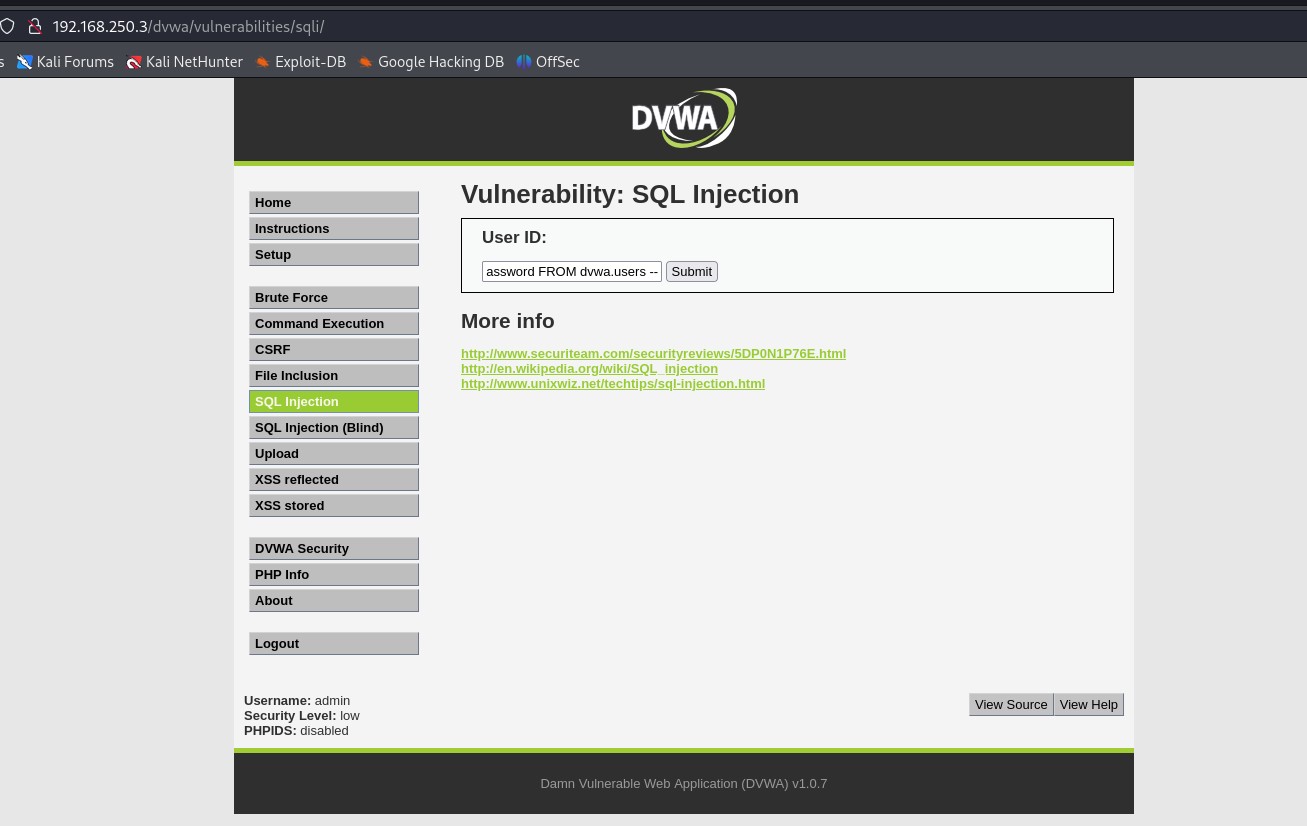 192.168.250.3/dvwa/vulnerabilities/sqli/
s Kali Forums Kali NetHunter Exploit-DB Google Hacking DB OffSec
DVWA
Home
Instructions
Setup
Brute Force
Command Execution
CSRF
File Inclusion
SQL Injection
SQL Injection (Blind)
Upload
XSS reflected
XSS stored
DVWA Security
PHP Info
About
Logout
Vulnerability: SQL Injection
User ID:
assword FROM dvwa.users -- Submit
More info
http://www.securiteam.com/securityreviews/5DP0N1P76E.html
http://en.wikipedia.org/wiki/SQL_injection
http://www.unixwiz.net/techtips/sql-injection.html
Username: admin
Security Level: low
PHPIDS: disabled
View Source View Help
Damn Vulnerable Web Application (DVWA) v1.0.7